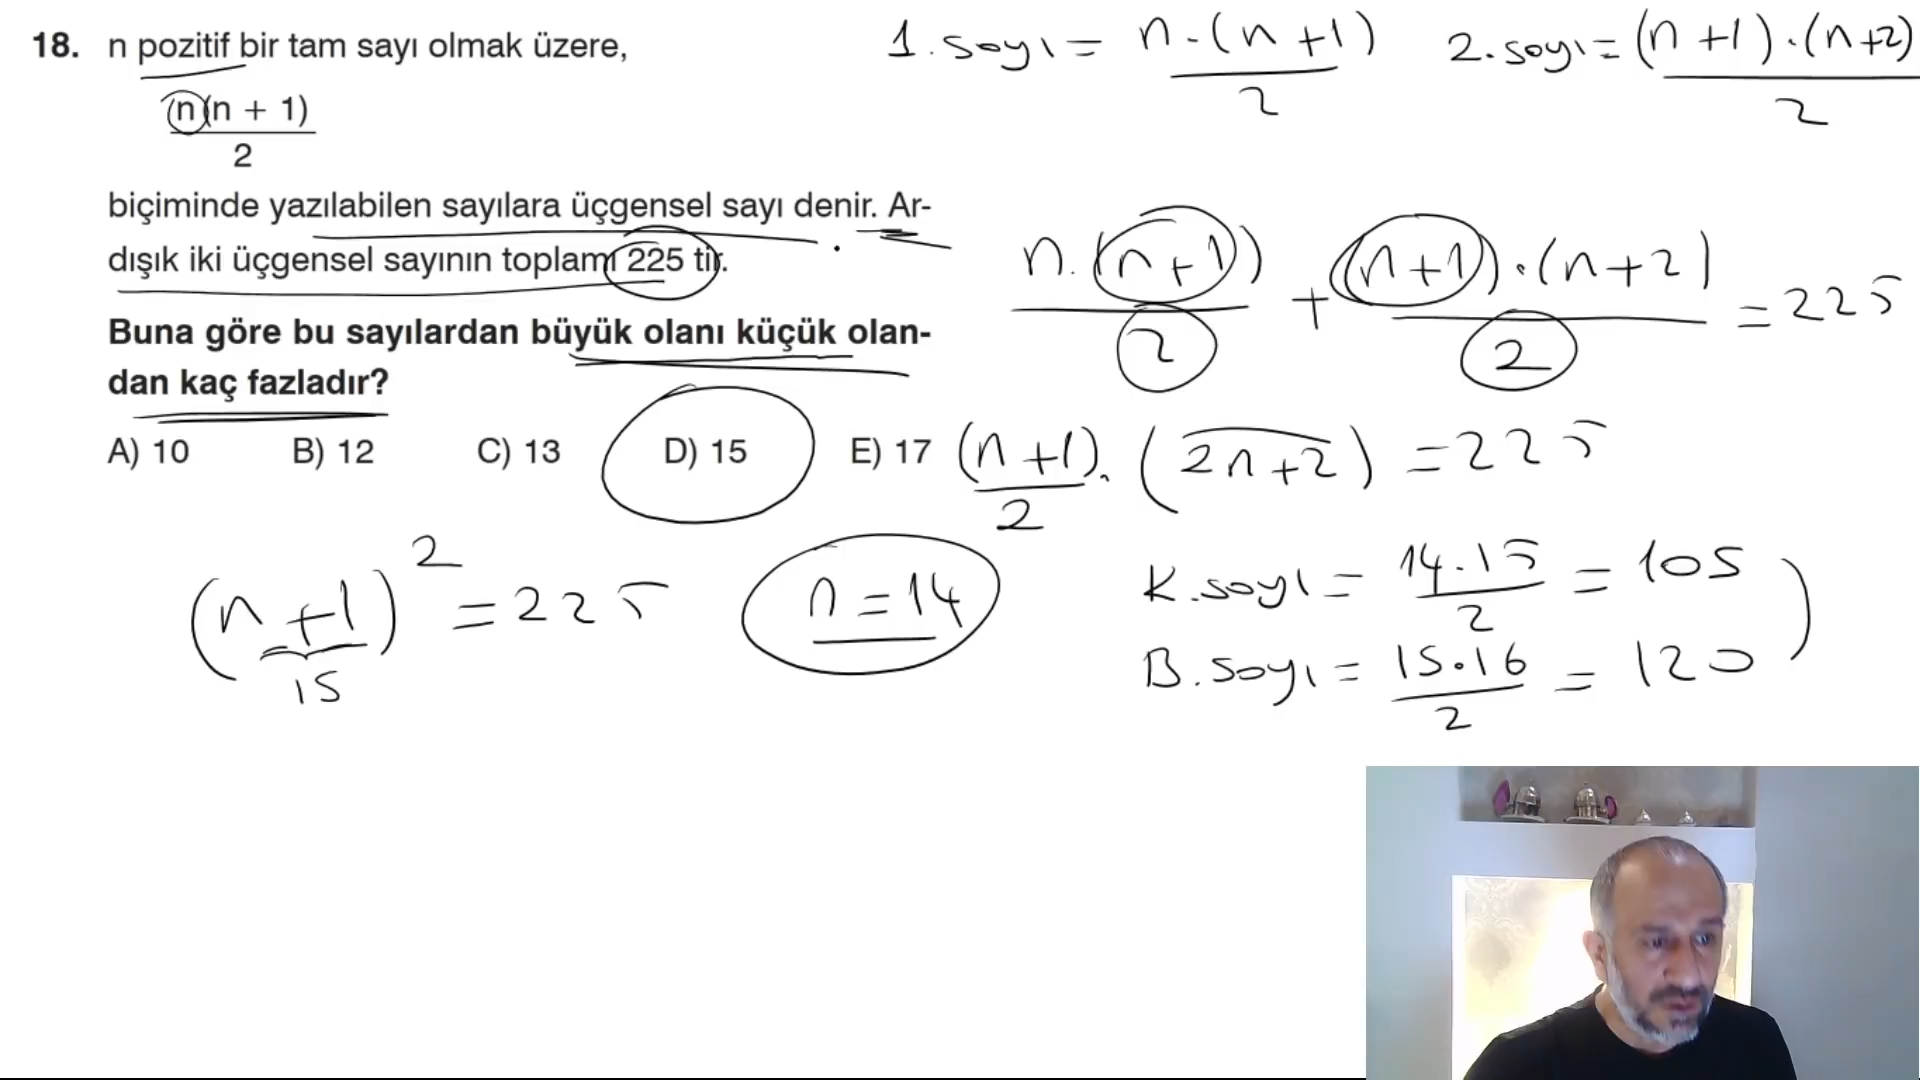 18. n pozitif bir tam sayı olmak üzere,
n(n + 1)
2
biçiminde yazılabilen sayılara üçgensel sayı denir. Ar-
dışık iki üçgensel sayının toplamı 225 tir.
Buna göre bu sayılardan büyük olanı küçük olan-
dan kaç fazladır?
A) 10 B) 12 C) 13 D) 15 E) 17
1.sayı = n.(n+1)
2
2.sayı = (n+1).(n+2)
2
n.(n+1) + (n+1).(n+2) = 225
2 2
(n+1).(2n+2) = 225
2
(n+1)² = 225
15
n = 14
K.sayı = 14.15 = 105
2
B.sayı = 15.16 = 120
2